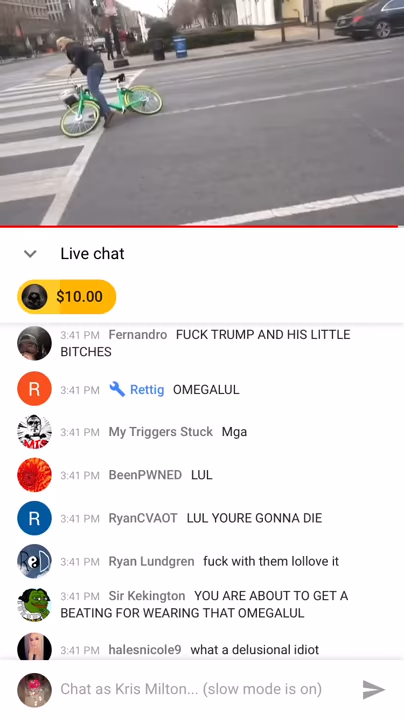 Live chat
$10.00
3:41 PM Fernandro FUCK TRUMP AND HIS LITTLE
BITCHES
R
3:41 PM Rettig OMEGALUL
3:41 PM My Triggers Stuck Mga
3:41 PM BeenPWNED LUL
R
3:41 PM RyanCVAOT LUL YOURE GONNA DIE
3:41 PM Ryan Lundgren fuck with them lollove it
3:41 PM Sir Kekington YOU ARE ABOUT TO GET A
BEATING FOR WEARING THAT OMEGALUL
3:41 PM halesnicole9 what a delusional idiot
Chat as Kris Milton... (slow mode is on)